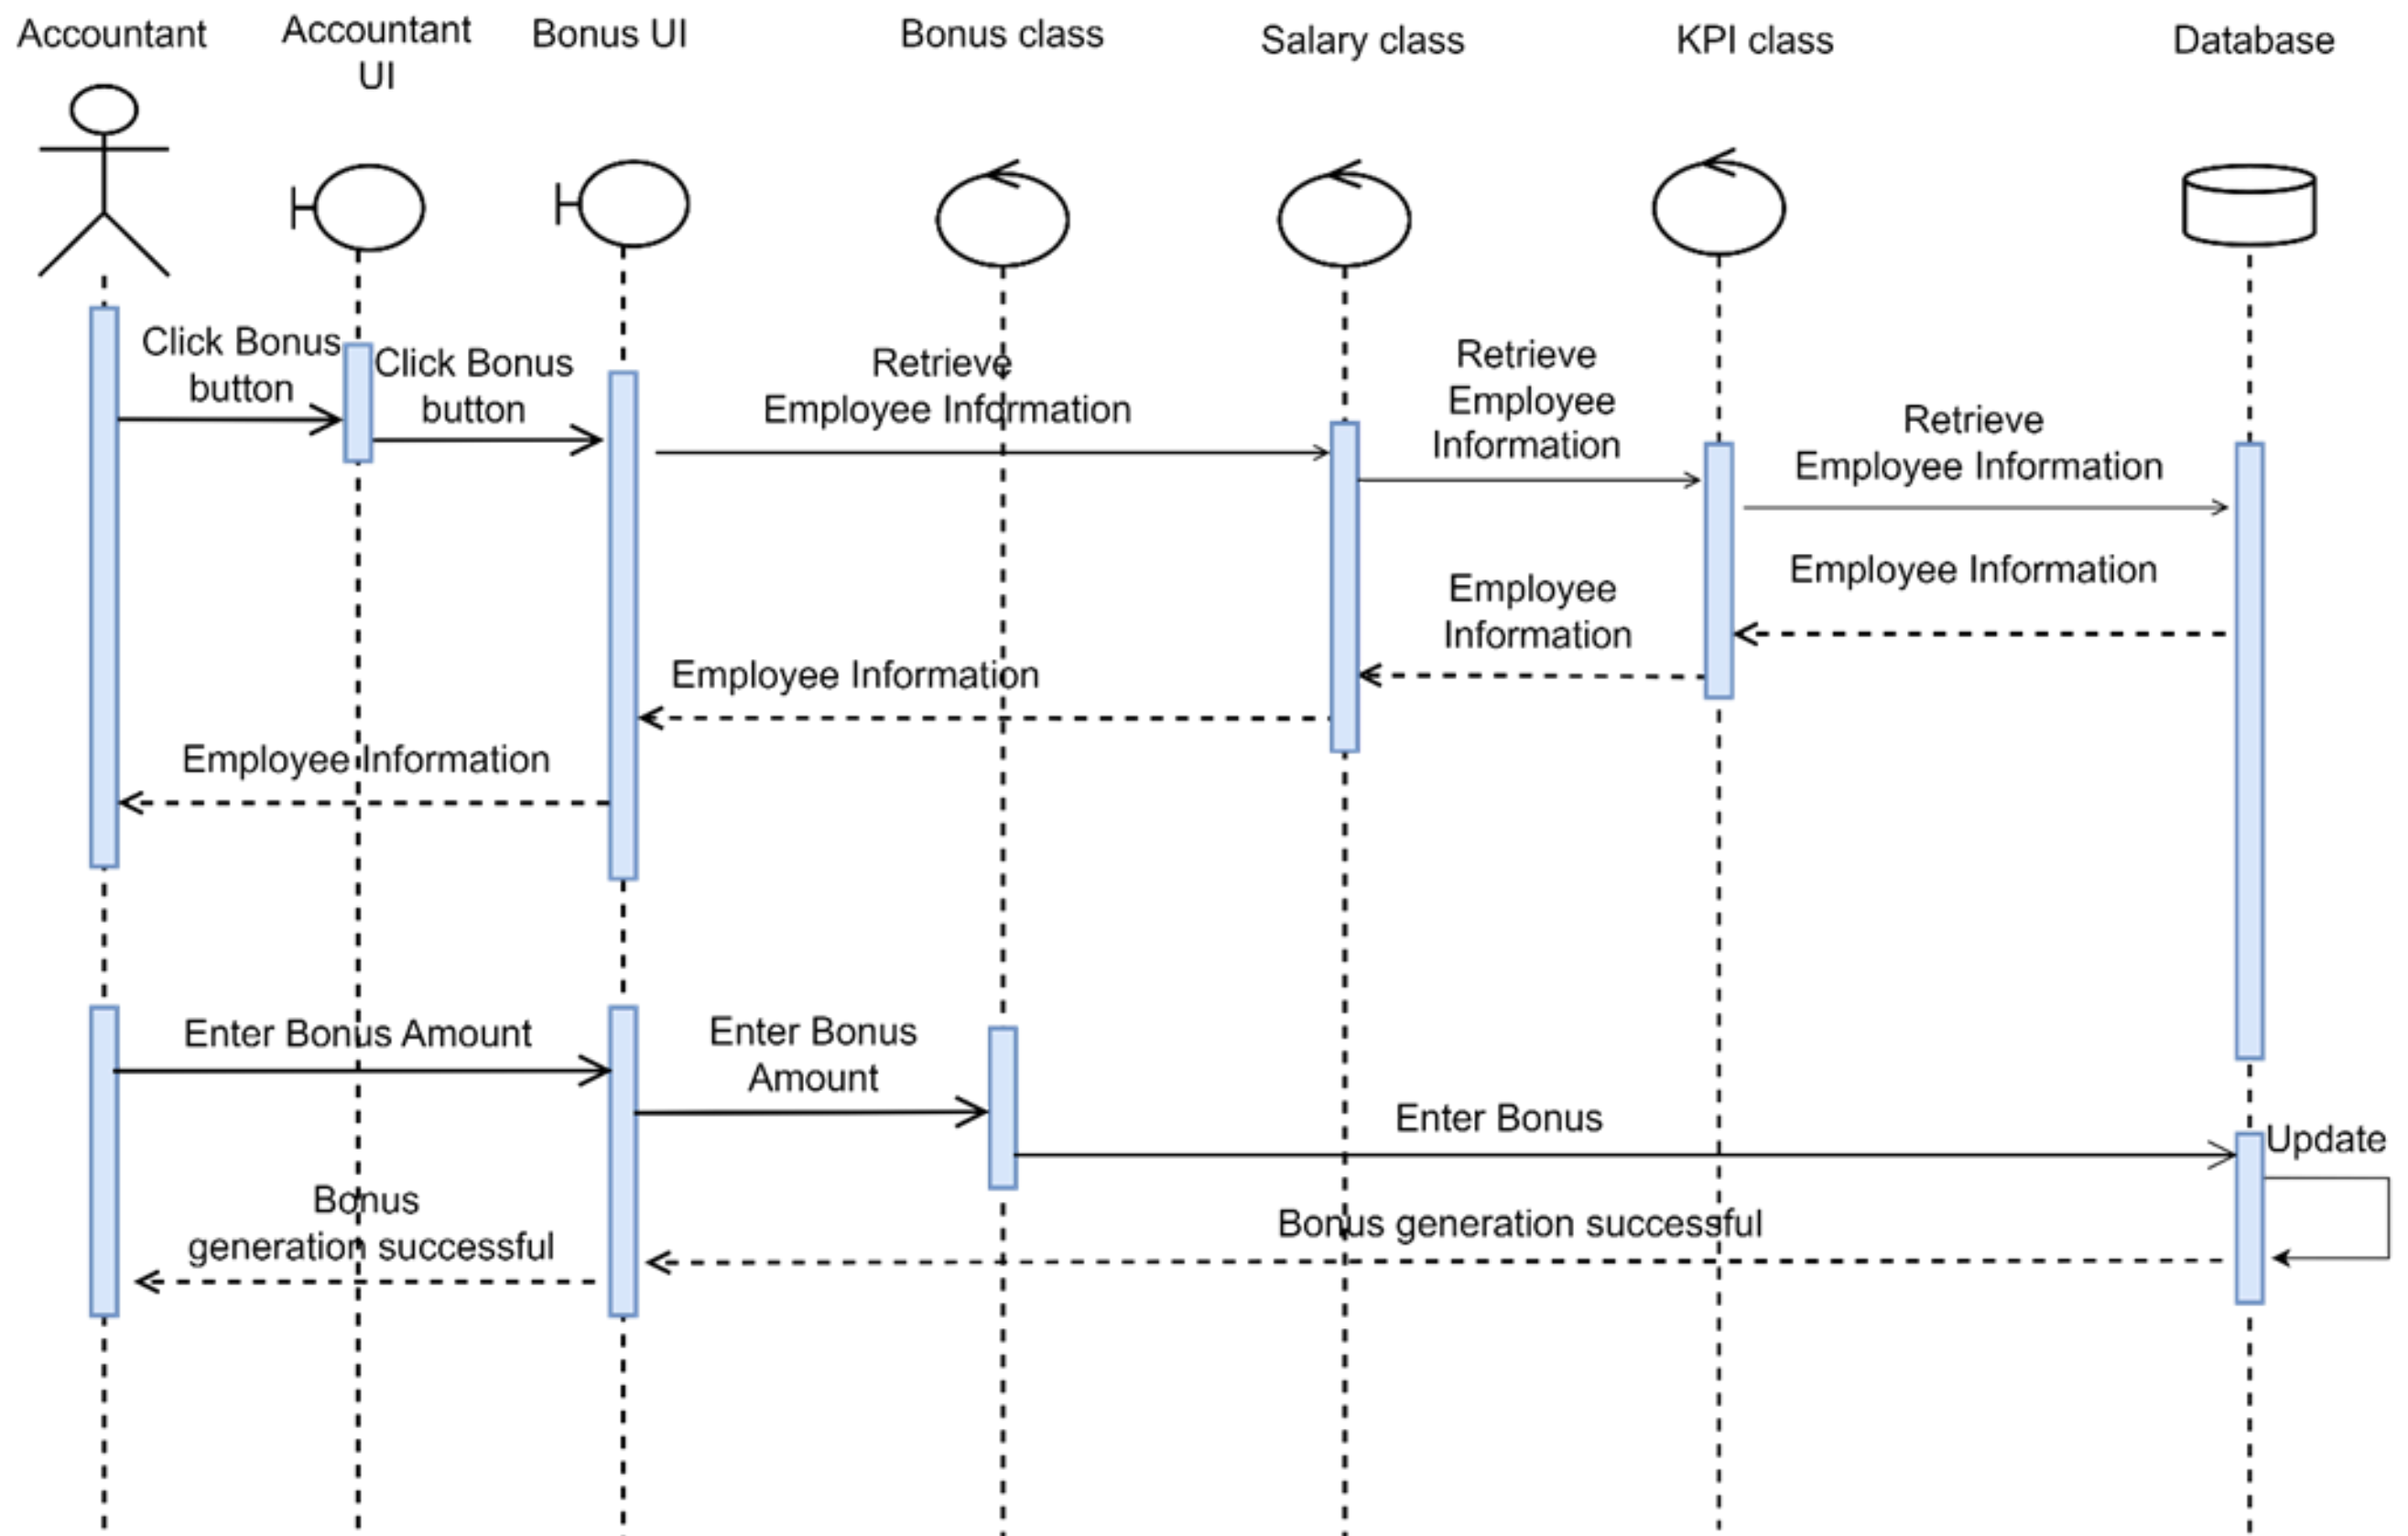 Accountant
Accountant
UI
Bonus UI
Bonus class
Salary class
KPI class
Database
Click Bonus
button
Click Bonus
button
Retrieve
Employee Information
Retrieve
Employee
Information
Retrieve
Employee Information
Employee Information
Employee
Information
Employee Information
Employee Information
Enter Bonus Amount
Enter Bonus
Amount
Enter Bonus
Update
Bonus
generation successful
Bonus generation successful